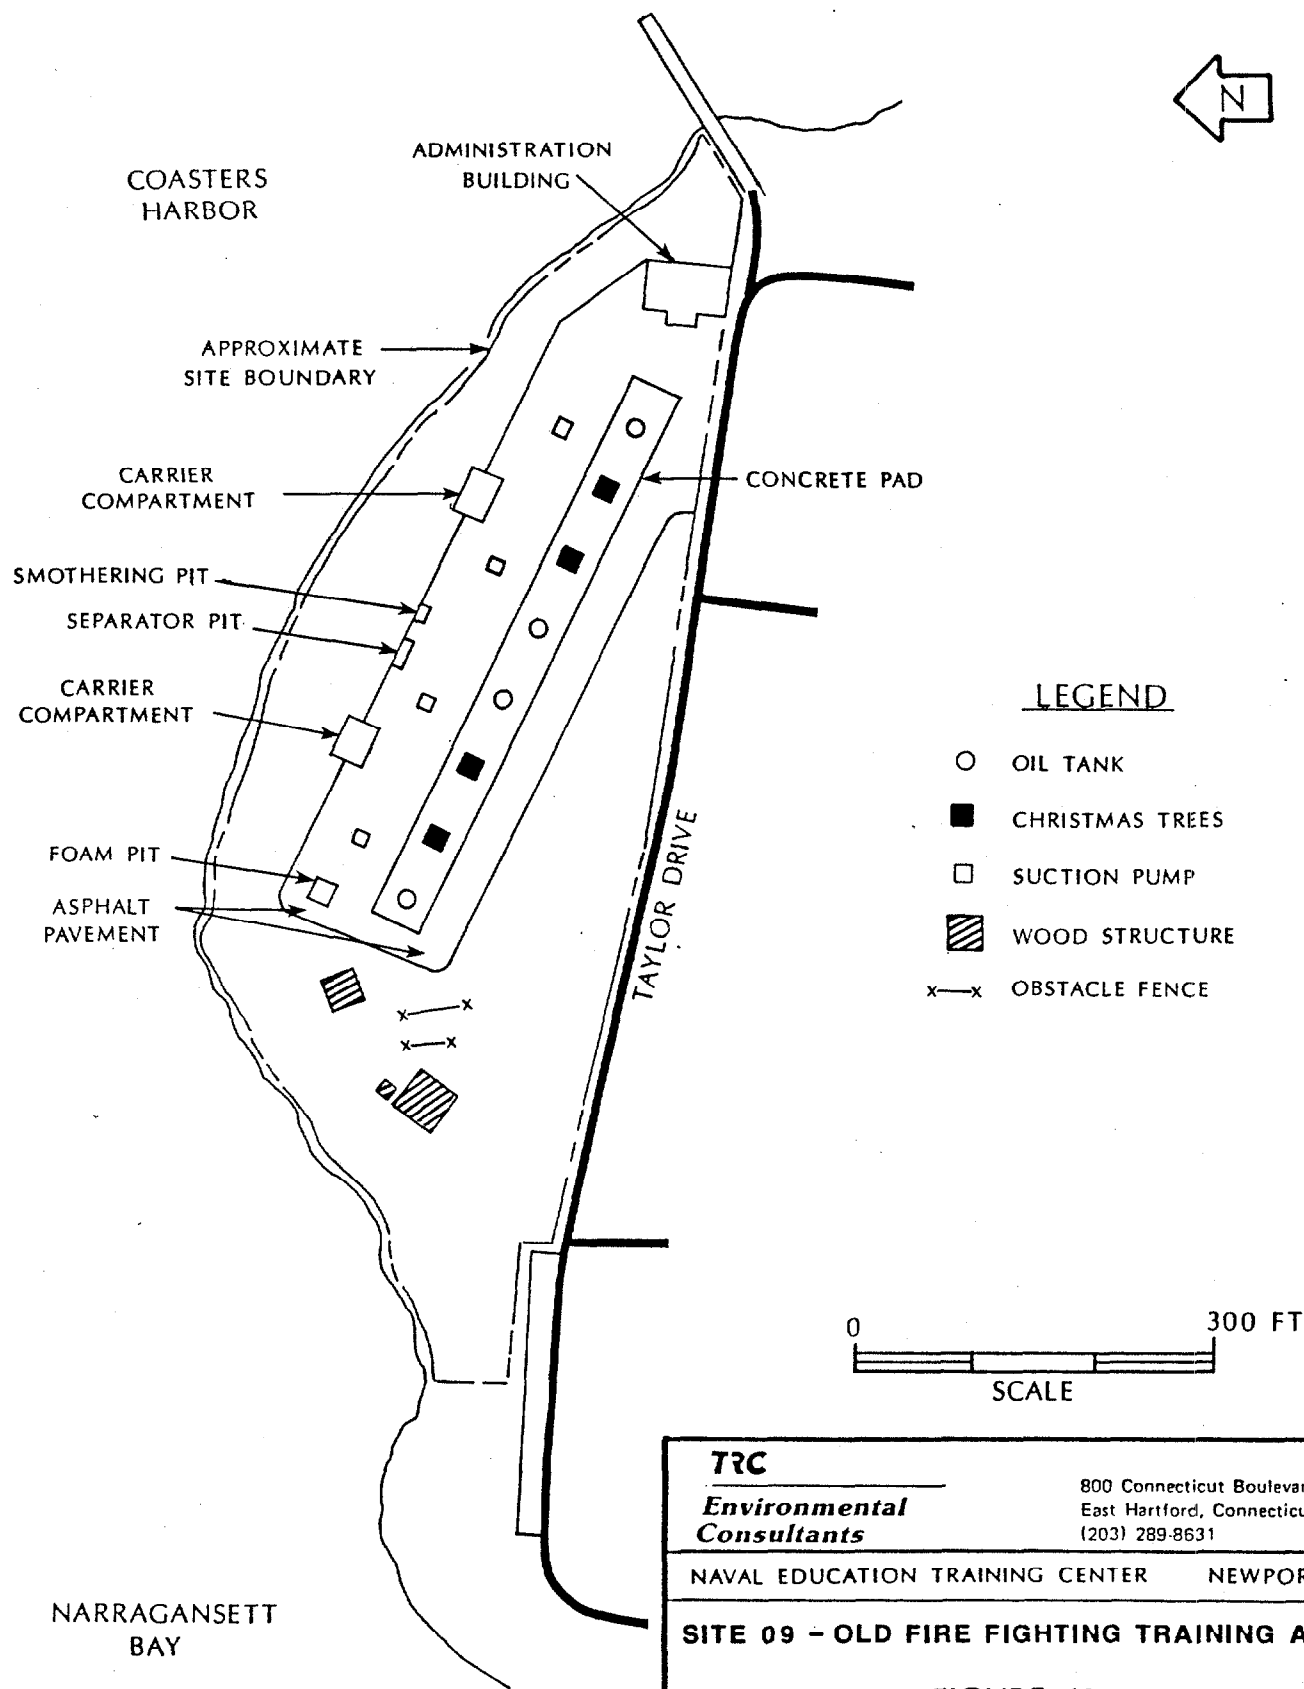 N
ADMINISTRATION
BUILDING
COASTERS
HARBOR
APPROXIMATE
SITE BOUNDARY
CARRIER
COMPARTMENT
CONCRETE PAD
SMOTHERING PIT
SEPARATOR PIT
CARRIER
COMPARTMENT
FOAM PIT
ASPHALT
PAVEMENT
TAYLOR DRIVE
LEGEND
OIL TANK
CHRISTMAS TREES
SUCTION PUMP
WOOD STRUCTURE
x—x OBSTACLE FENCE
x x
x x
0 300 FT
SCALE
NARRAGANSETT
BAY
TRC
Environmental
Consultants
800 Connecticut Boulevar
East Hartford, Connecticu
(203) 289-8631
NAVAL EDUCATION TRAINING CENTER NEWPOR
SITE 09 – OLD FIRE FIGHTING TRAINING A